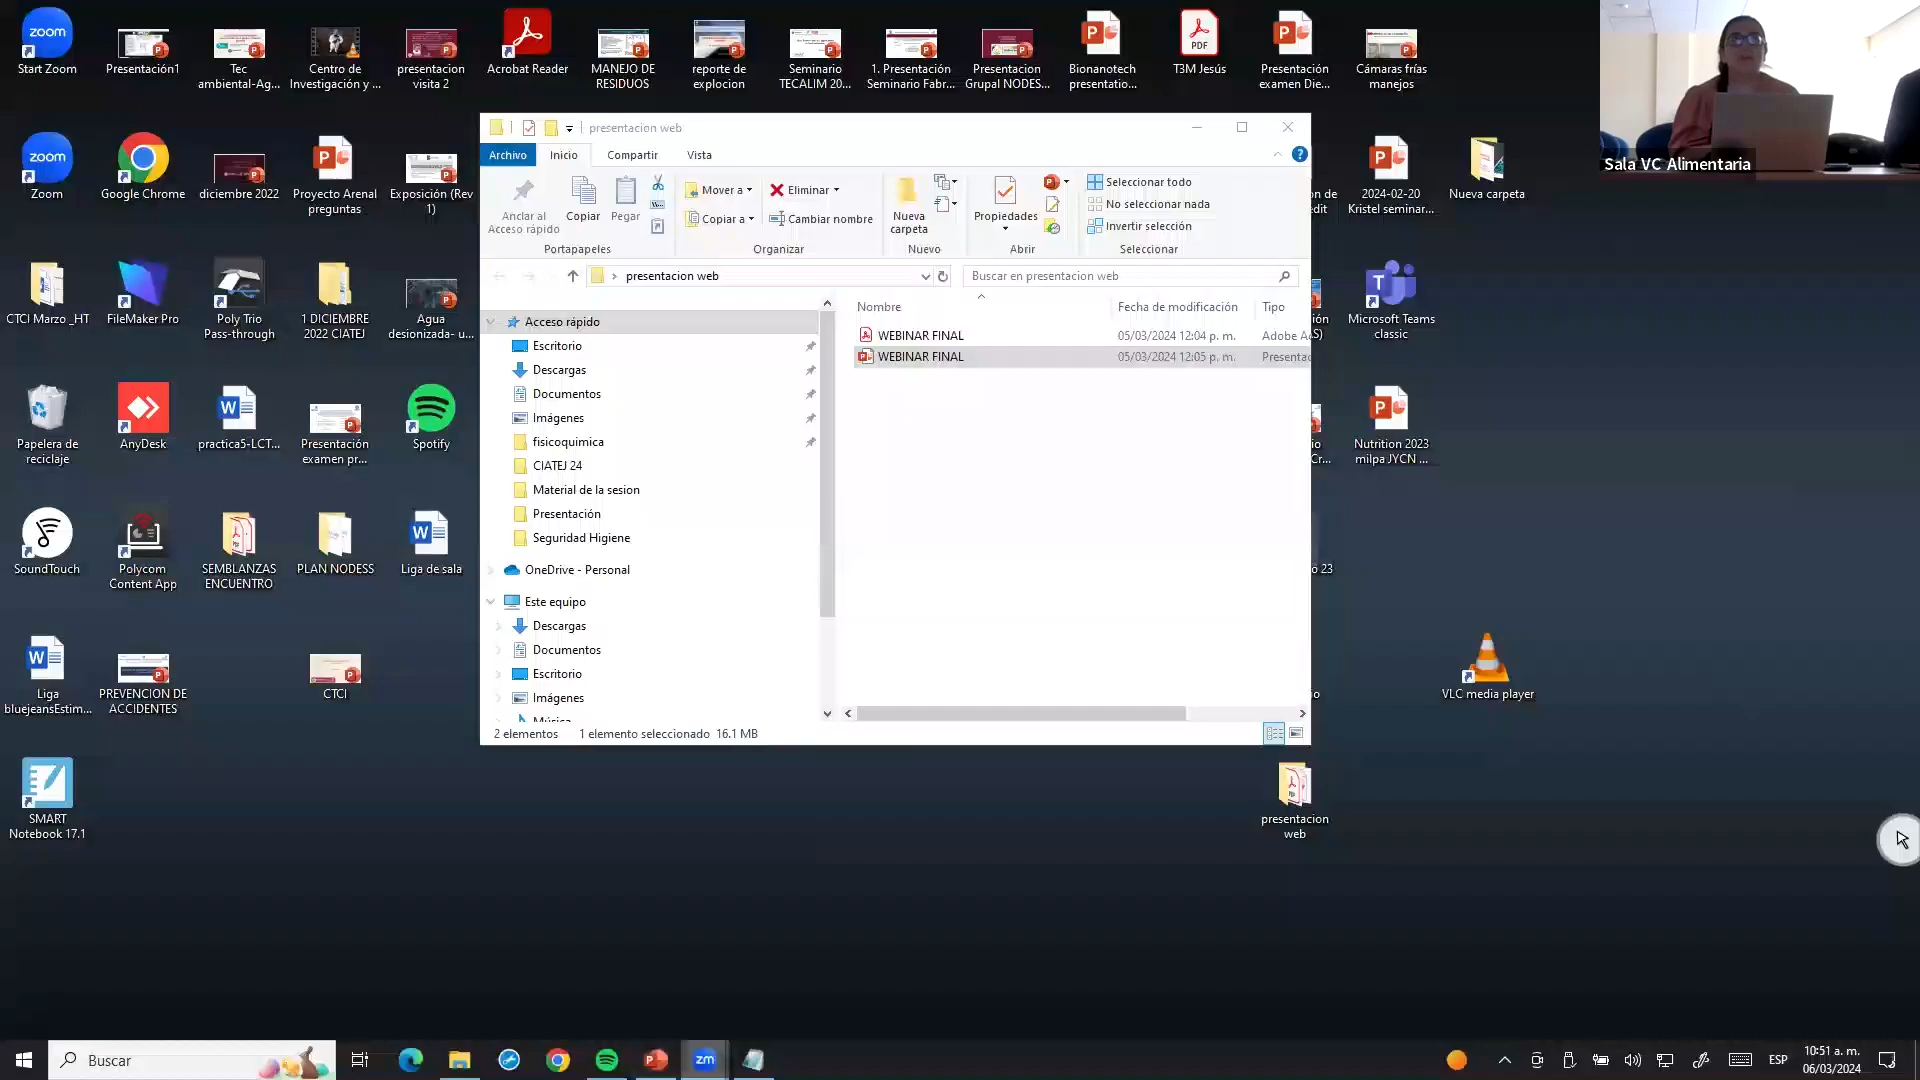 Start Zoom
Presentación1
Tec
ambiental-Ag...
Centro de
Investigación y ...
presentacion
visita 2
Acrobat Reader
MANEJO DE
RESIDUOS
reporte de
explocion
Seminario
TECALIM 20...
1. Presentación
Seminario Fabr...
Presentacion
Grupal NODES...
Bionanotech
presentatio...
T3M Jesús
Presentación
examen Die...
Cámaras frías
manejos
Sala VC Alimentaria
Zoom
Google Chrome
diciembre 2022
Proyecto Arenal
preguntas
Exposición (Rev
1)
2024-02-20
Kristel seminar...
Nueva carpeta
CTCI Marzo _HT
FileMaker Pro
Poly Trio
Pass-through
1 DICIEMBRE
2022 CIATEJ
Agua
desionizada- u...
Microsoft Teams
classic
Papelera de
reciclaje
AnyDesk
practica5-LCT...
Presentación
examen pr...
Spotify
Nutrition 2023
milpa JYCN ...
SoundTouch
Polycom
Content App
SEMBLANZAS
ENCUENTRO
PLAN NODESS
Liga de sala
Liga
bluejeansEstim...
PREVENCION DE
ACCIDENTES
CTCI
VLC media player
SMART
Notebook 17.1
presentacion
web
presentacion web
Archivo
Inicio
Compartir
Vista
Anclar al
Acceso rápido
Copiar
Pegar
Portapapeles
Mover a
Copiar a
Eliminar
Cambiar nombre
Organizar
Nueva
carpeta
Nuevo
Propiedades
Abrir
Seleccionar todo
No seleccionar nada
Invertir selección
Seleccionar
presentacion web
Buscar en presentacion web
Acceso rápido
Escritorio
Descargas
Documentos
Imágenes
fisicoquimica
CIATEJ 24
Material de la sesion
Presentación
Seguridad Higiene
OneDrive - Personal
Este equipo
Descargas
Documentos
Escritorio
Imágenes
Música
Nombre
Fecha de modificación
Tipo
WEBINAR FINAL
05/03/2024 12:04 p. m.
Adobe A
WEBINAR FINAL
05/03/2024 12:05 p. m.
Presentac
2 elementos
1 elemento seleccionado 16.1 MB
Buscar
ESP
10:51 a. m.
06/03/2024